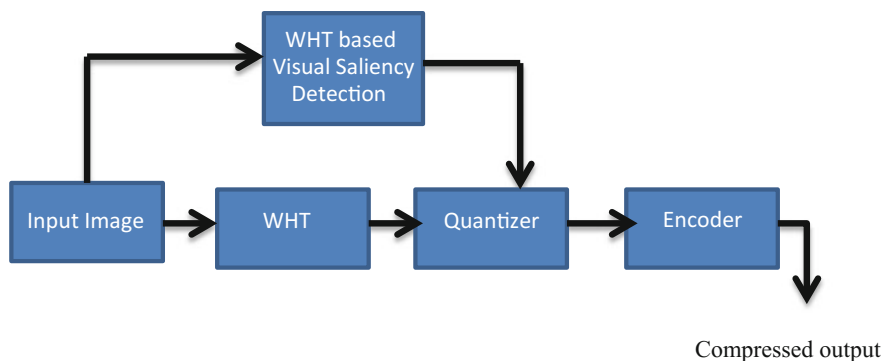 WHT based
Visual Saliency
Detection
Input Image
WHT
Quantizer
Encoder
Compressed output